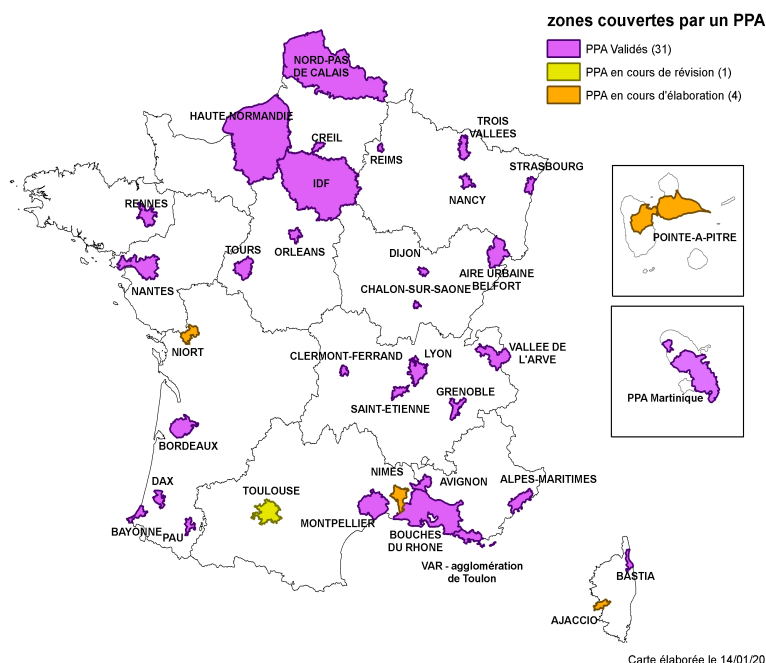 zones couvertes par un PPA
PPA Validés (31)
PPA en cours de révision (1)
PPA en cours d'élaboration (4)
NORD-PAS
DE CALAIS
HAUTE-NORMANDIE
CREIL
REIMS
TROIS
VALLEES
STRASBOURG
IDF
NANCY
RENNES
ORLEANS
TOURS
DIJON
AIRE URBAINE
BELFORT
CHALON-SUR-SAONE
NANTES
NIORT
CLERMONT-FERRAND
LYON
VALLEE DE
L'ARVE
SAINT-ETIENNE
GRENOBLE
BORDEAUX
DAX
BAYONNE
PAU
TOULOUSE
MONTPELLIER
NIMES
AVIGNON
ALPES-MARITIMES
BOUCHES
DU RHONE
VAR - agglomération
de Toulon
BASTIA
AJACCIO
POINTE-A-PITRE
PPA Martinique
Carte élaborée le 14/01/20